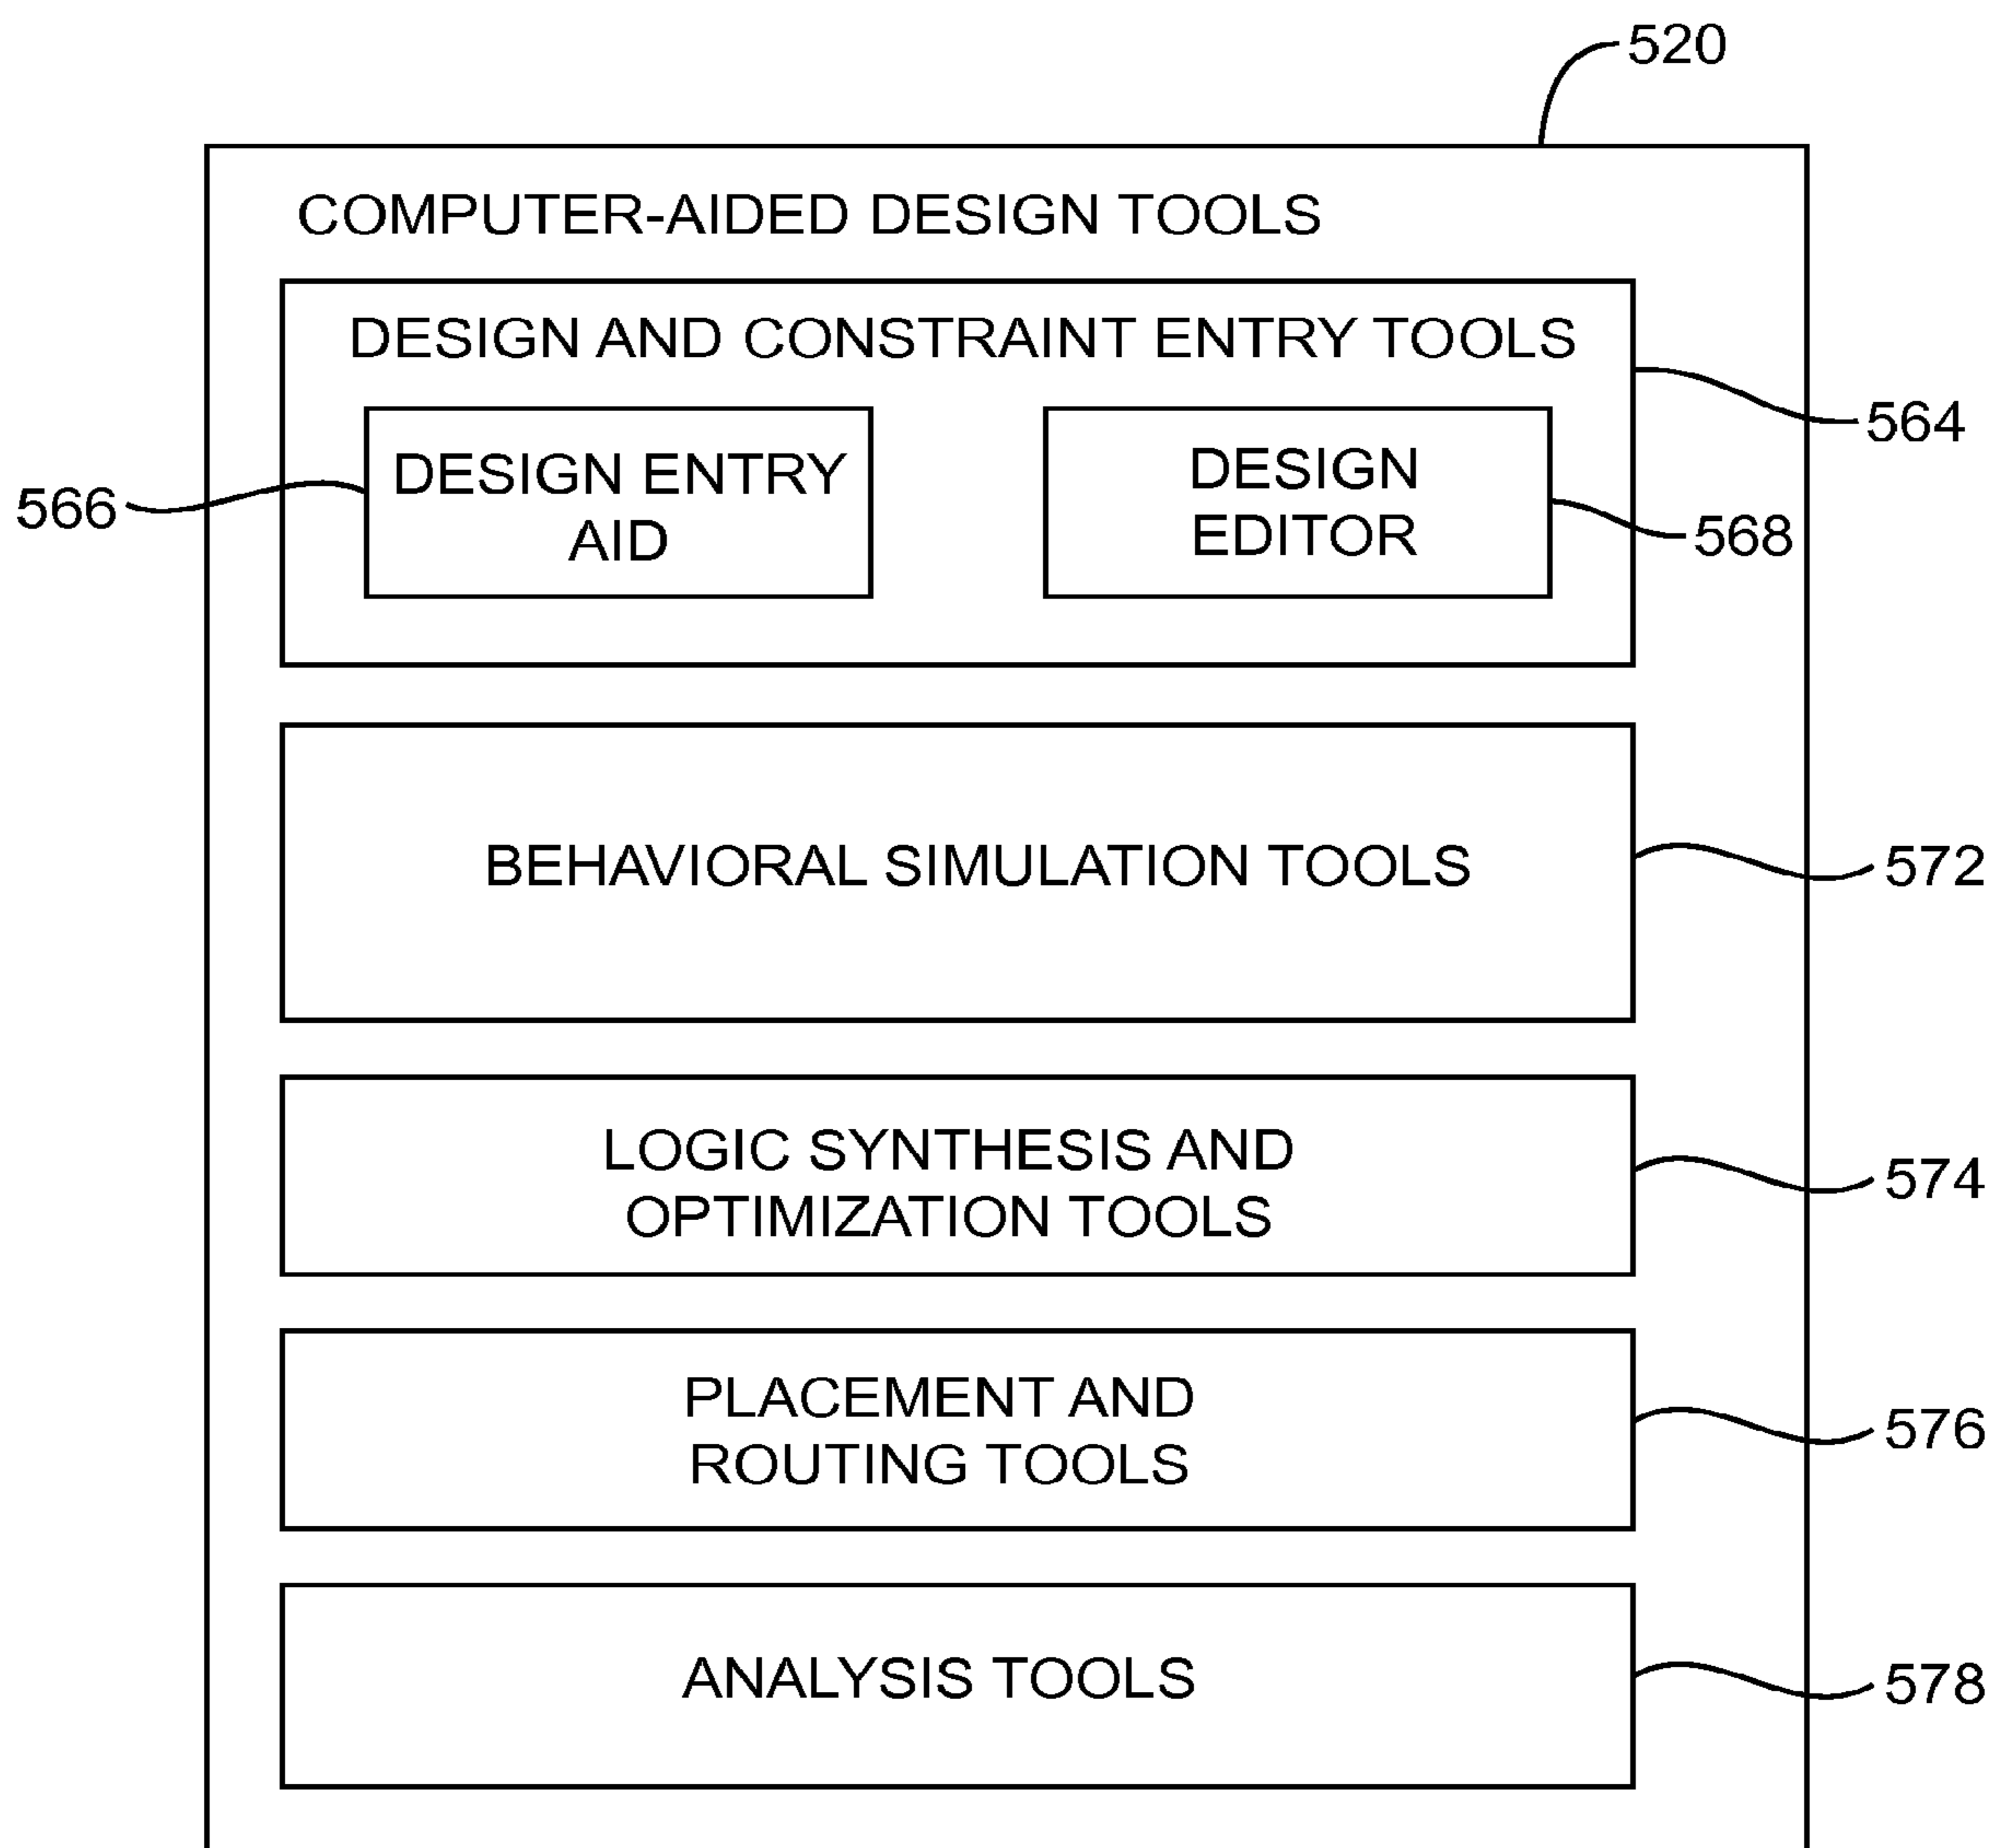 520
COMPUTER-AIDED DESIGN TOOLS
DESIGN AND CONSTRAINT ENTRY TOOLS
564
566
DESIGN ENTRY
AID
DESIGN
EDITOR
568
BEHAVIORAL SIMULATION TOOLS
572
LOGIC SYNTHESIS AND
OPTIMIZATION TOOLS
574
PLACEMENT AND
ROUTING TOOLS
576
ANALYSIS TOOLS
578